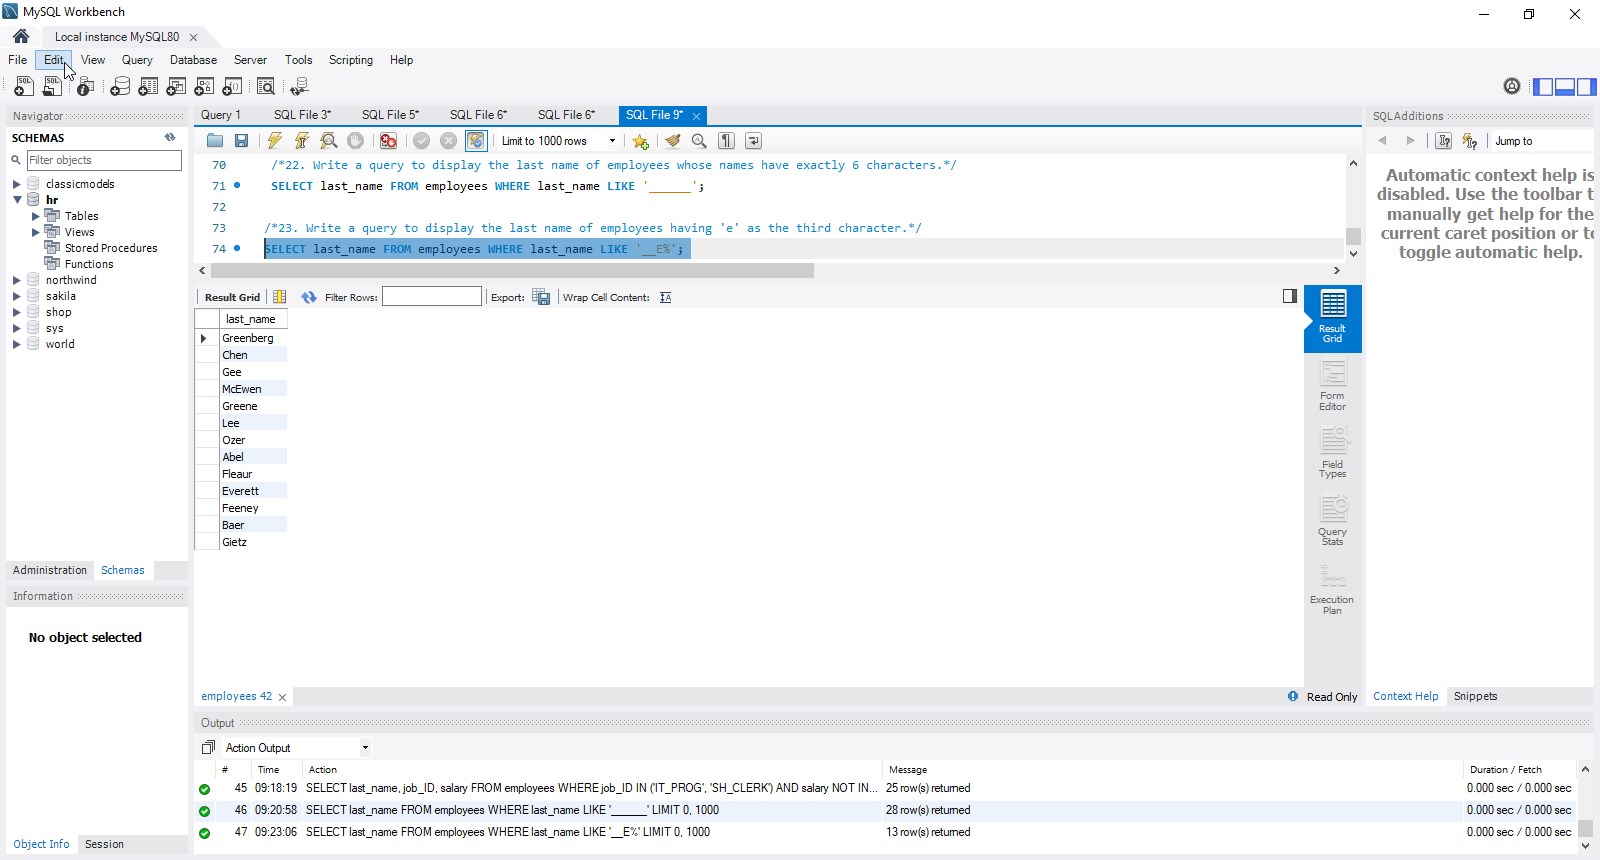 MySQL Workbench
Local instance MySQL80
File Edit View Query Database Server Tools Scripting Help
Navigator
SCHEMAS
Filter objects
classicmodels
hr
Tables
Views
Stored Procedures
Functions
northwind
sakila
shop
sys
world
Administration Schemas
Information
No object selected
Object Info Session
Query 1 SQL File 3* SQL File 5* SQL File 6* SQL File 6* SQL File 9*
Limit to 1000 rows
70 /*22. Write a query to display the last name of employees whose names have exactly 6 characters.*/
71 SELECT last_name FROM employees WHERE last_name LIKE '______';
72
73 /*23. Write a query to display the last name of employees having 'e' as the third character.*/
74 SELECT last_name FROM employees WHERE last_name LIKE '__E%';
Result Grid Filter Rows: Export: Wrap Cell Content: IA
last_name
Greenberg
Chen
Gee
McEwen
Greene
Lee
Ozer
Abel
Fleaur
Everett
Feeney
Baer
Gietz
Result Grid
Form Editor
Field Types
Query Stats
Execution Plan
employees 42
Read Only
SQLAdditions
Jump to
Automatic context help is
disabled. Use the toolbar t
manually get help for the
current caret position or to
toggle automatic help.
Context Help Snippets
Output
Action Output
# Time Action Message Duration / Fetch
45 09:18:19 SELECT last_name, job_ID, salary FROM employees WHERE job_ID IN ('IT_PROG', 'SH_CLERK') AND salary NOT IN... 25 row(s) returned 0.000 sec / 0.000 sec
46 09:20:58 SELECT last_name FROM employees WHERE last_name LIKE '______' LIMIT 0, 1000 28 row(s) returned 0.000 sec / 0.000 sec
47 09:23:06 SELECT last_name FROM employees WHERE last_name LIKE '__E%' LIMIT 0, 1000 13 row(s) returned 0.000 sec / 0.000 sec